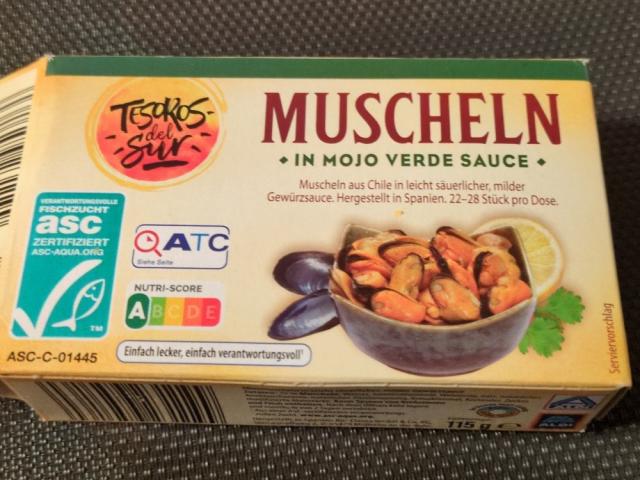 TESOROS
del
Sur
MUSCHELN
• IN MOJO VERDE SAUCE •
Muscheln aus Chile in leicht säuerlicher, milder
Gewürzsauce. Hergestellt in Spanien. 22–28 Stück pro Dose.
VERANTWORTUNGSVOLLE
FISCHZUCHT
asc
ZERTIFIZIERT
ASC-AQUA.ORG
TM
ASC-C-01445
ATC
Siehe Seite
NUTRI-SCORE
A B C D E
Einfach lecker, einfach verantwortungsvoll!
Serviervorschlag
115 g e
ALDI